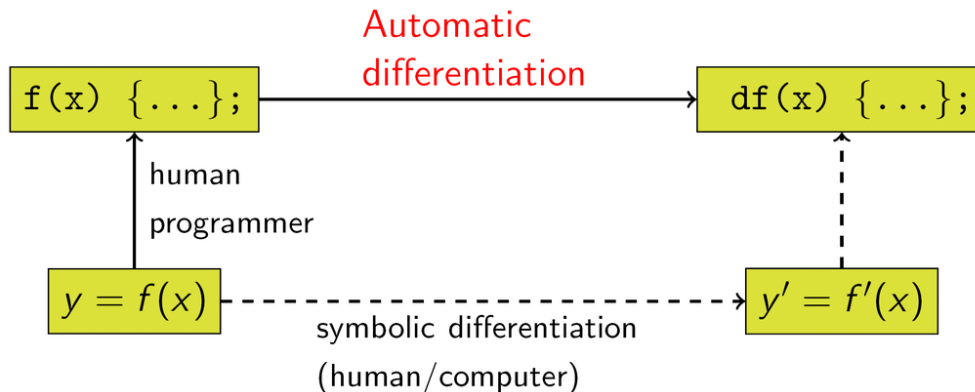 Automatic
differentiation
f(x) {...};
df(x) {...};
human
programmer
y = f(x)
y′ = f′(x)
symbolic differentiation
(human/computer)